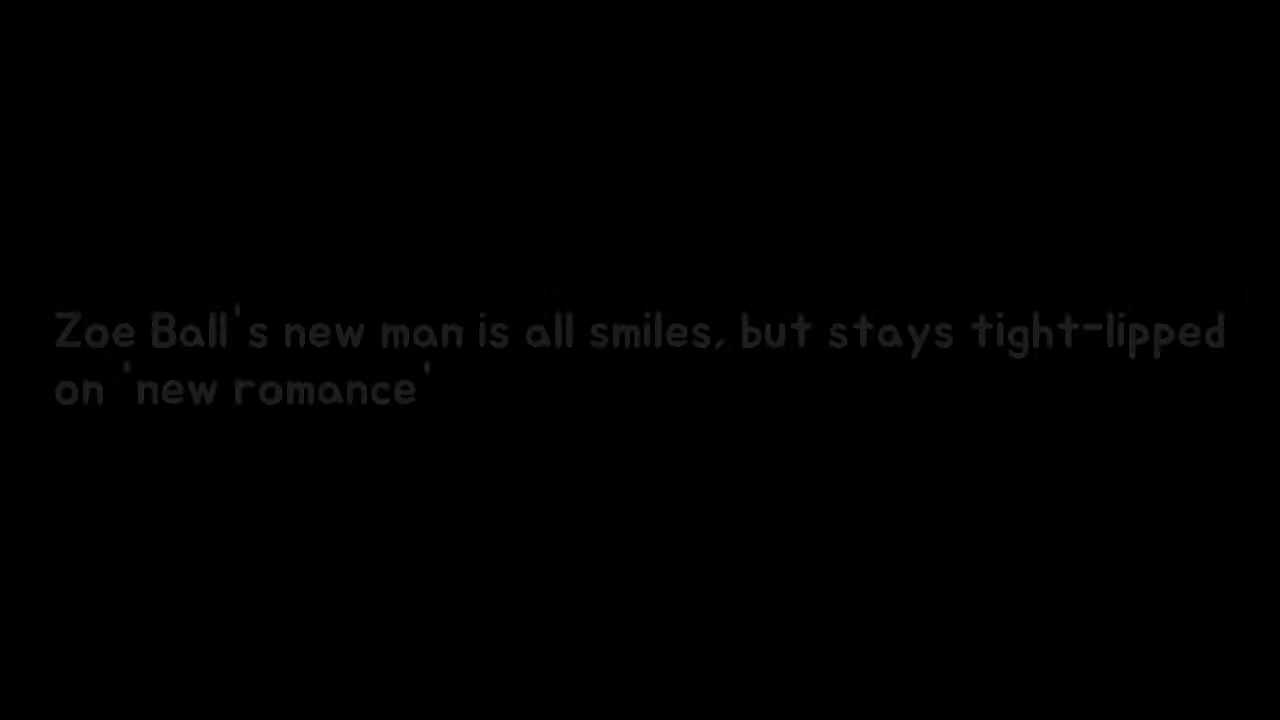 Zoe Ball's new man is all smiles, but stays tight-lipped
on 'new romance'